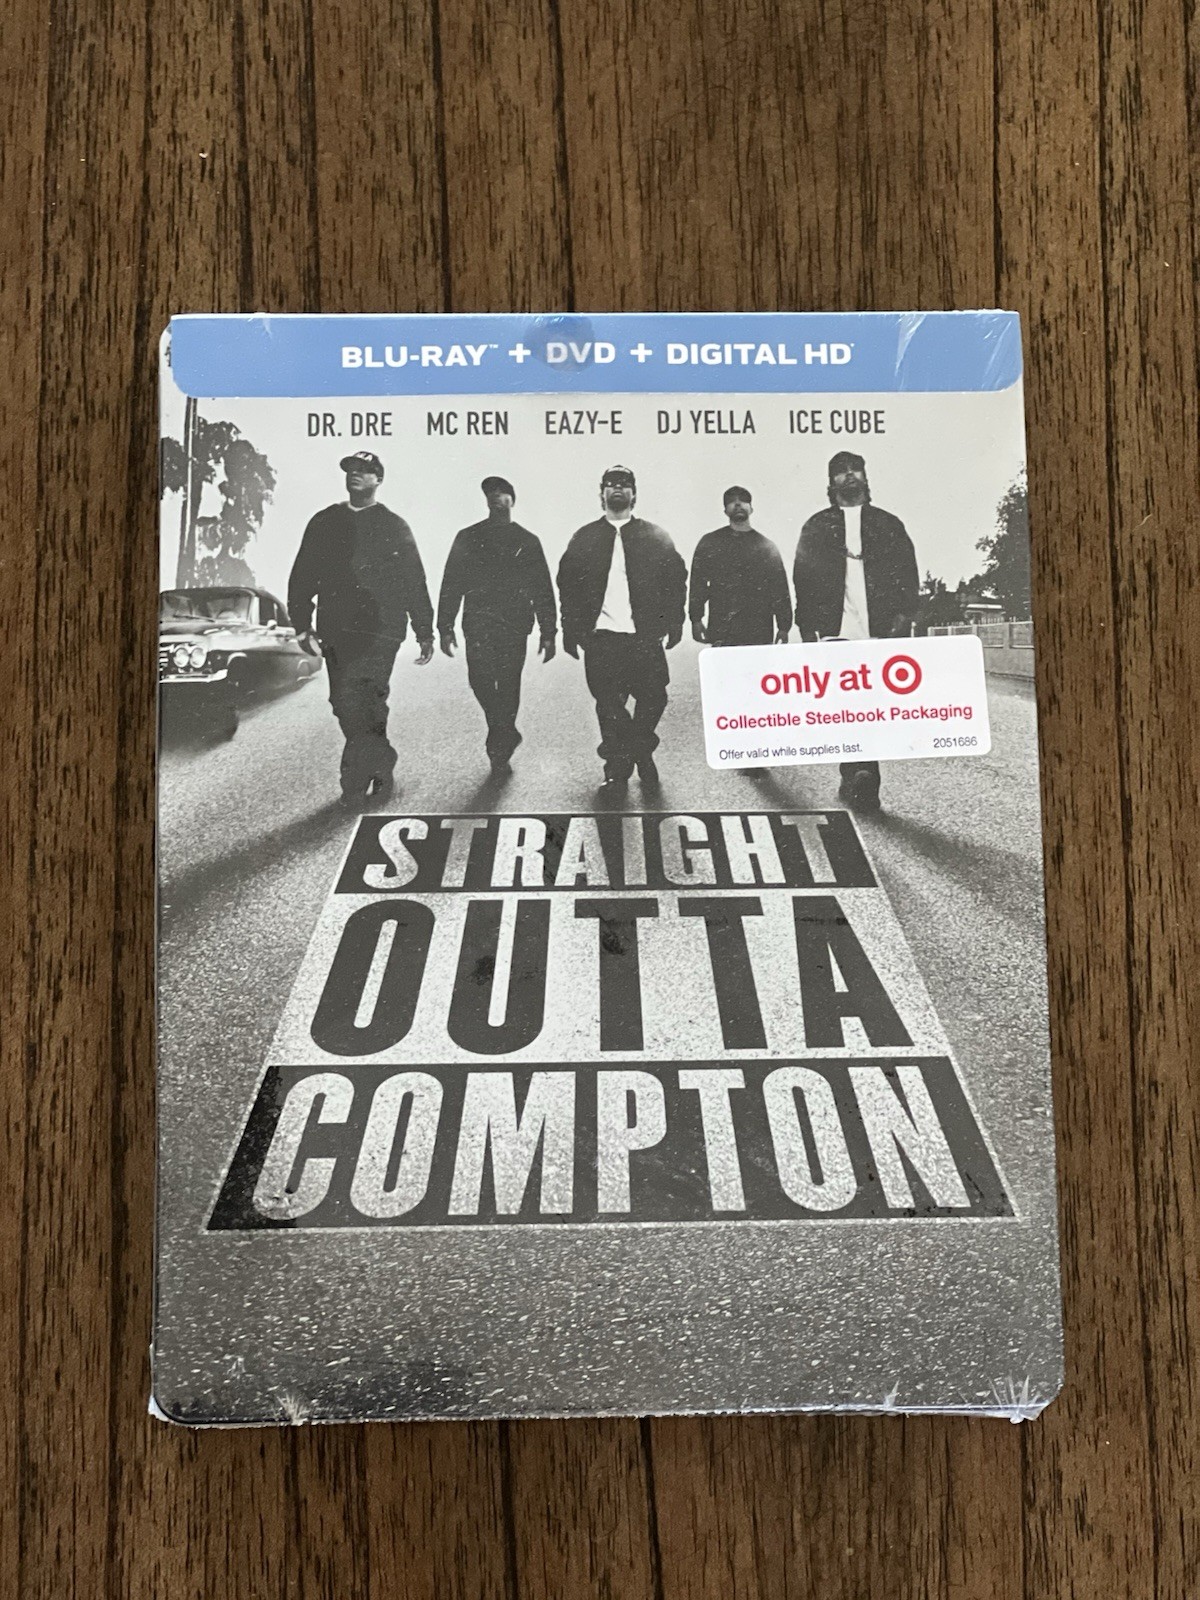 BLU-RAY™ + DVD + DIGITAL HD
DR. DRE MC REN EAZY-E DJ YELLA ICE CUBE
only at
Collectible Steelbook Packaging
Offer valid while supplies last. 2051686
STRAIGHT
OUTTA
COMPTON